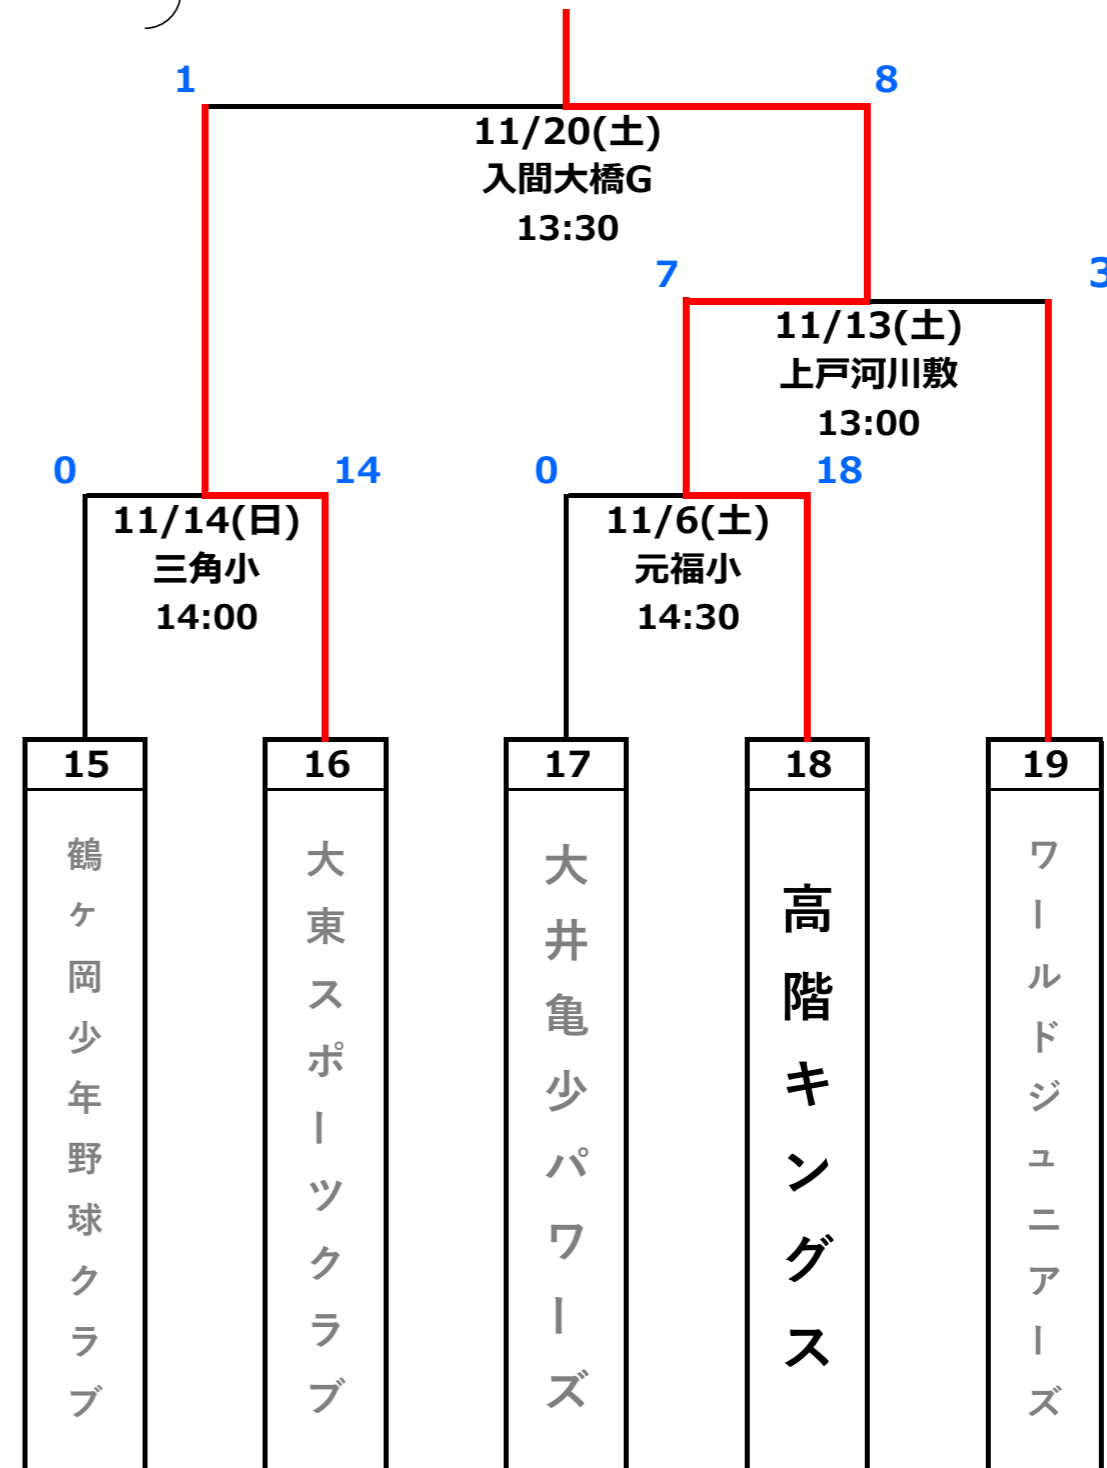 1
8
11/20(土)
入間大橋G
13:30
7
3
11/13(土)
上戸河川敷
13:00
0
14
0
18
11/14(日)
三角小
14:00
11/6(土)
元福小
14:30
15
16
17
18
19
鶴ヶ岡少年野球クラブ
大東スポーツクラブ
大井亀少パワーズ
高階キングス
ワールドジュニアーズ